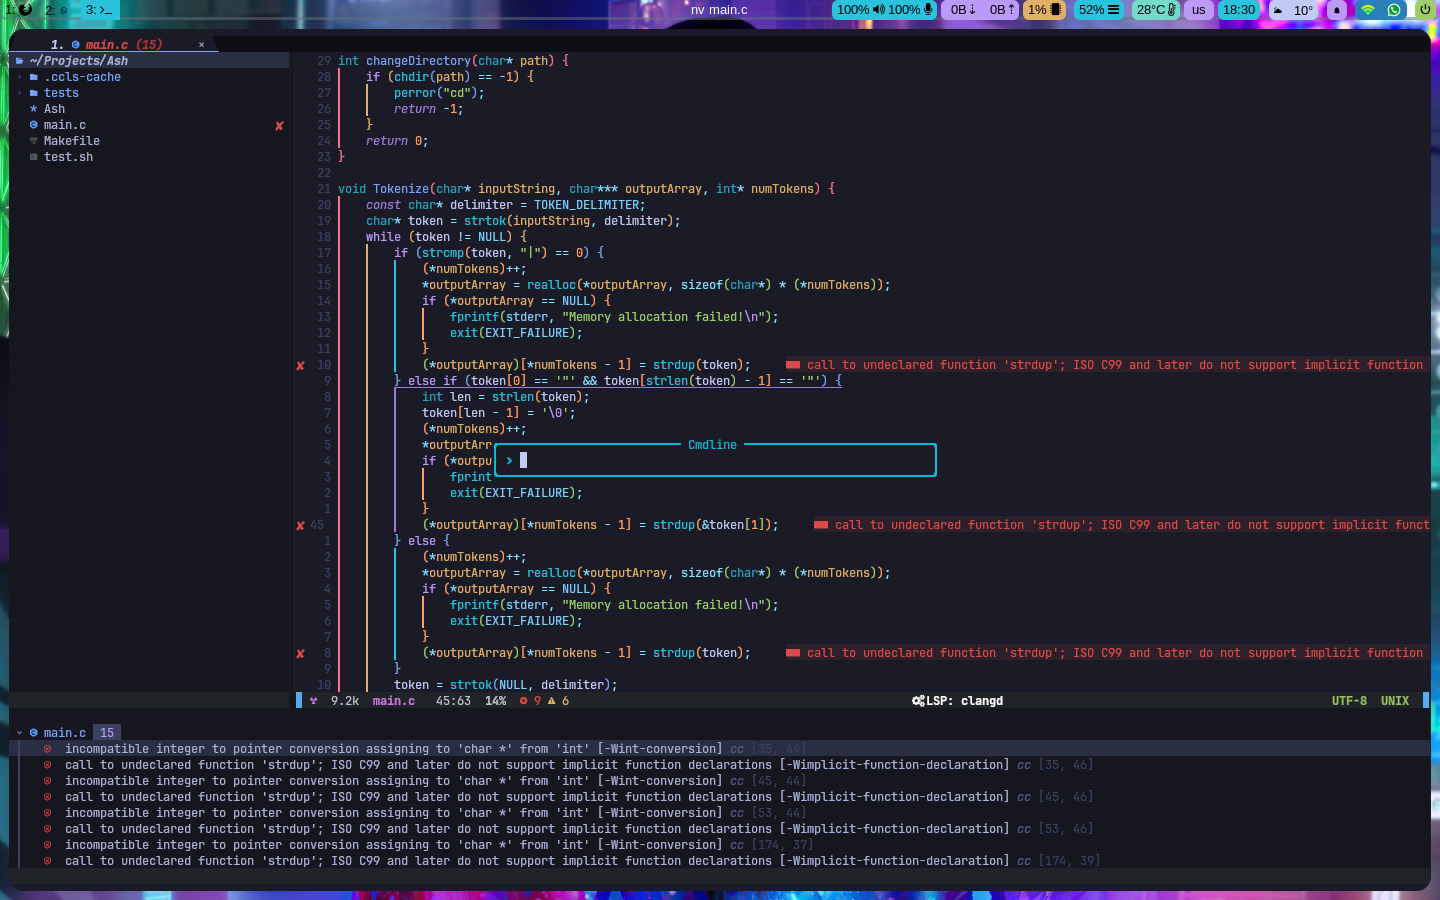 1: 2: 3: >_ nv main.c 100% 100% 0B↓ 0B↑ 1% 52% 28°C us 18:30 10°
1. main.c (15) ×
~/Projects/Ash
.ccls-cache
tests
Ash
main.c
Makefile
test.sh
29 int changeDirectory(char* path) {
28 if (chdir(path) == -1) {
27 perror("cd");
26 return -1;
25 }
24 return 0;
23 }
22
21 void Tokenize(char* inputString, char*** outputArray, int* numTokens) {
20 const char* delimiter = TOKEN_DELIMITER;
19 char* token = strtok(inputString, delimiter);
18 while (token != NULL) {
17 if (strcmp(token, "|") == 0) {
16 (*numTokens)++;
15 *outputArray = realloc(*outputArray, sizeof(char*) * (*numTokens));
14 if (*outputArray == NULL) {
13 fprintf(stderr, "Memory allocation failed!\n");
12 exit(EXIT_FAILURE);
11 }
10 (*outputArray)[*numTokens - 1] = strdup(token); call to undeclared function 'strdup'; ISO C99 and later do not support implicit function
9 } else if (token[0] == '"' && token[strlen(token) - 1] == '"') {
8 int len = strlen(token);
7 token[len - 1] = '\0';
6 (*numTokens)++;
5 *outputArr
4 if (*outpu
3 fprint
2 exit(EXIT_FAILURE);
1 }
45 (*outputArray)[*numTokens - 1] = strdup(&token[1]); call to undeclared function 'strdup'; ISO C99 and later do not support implicit funct
1 } else {
2 (*numTokens)++;
3 *outputArray = realloc(*outputArray, sizeof(char*) * (*numTokens));
4 if (*outputArray == NULL) {
5 fprintf(stderr, "Memory allocation failed!\n");
6 exit(EXIT_FAILURE);
7 }
8 (*outputArray)[*numTokens - 1] = strdup(token); call to undeclared function 'strdup'; ISO C99 and later do not support implicit function
9 }
10 token = strtok(NULL, delimiter);
Cmdline
>
9.2k main.c 45:63 14% 9 6 LSP: clangd UTF-8 UNIX
main.c 15
incompatible integer to pointer conversion assigning to 'char *' from 'int' [-Wint-conversion] cc [35, 44]
call to undeclared function 'strdup'; ISO C99 and later do not support implicit function declarations [-Wimplicit-function-declaration] cc [35, 46]
incompatible integer to pointer conversion assigning to 'char *' from 'int' [-Wint-conversion] cc [45, 44]
call to undeclared function 'strdup'; ISO C99 and later do not support implicit function declarations [-Wimplicit-function-declaration] cc [45, 46]
incompatible integer to pointer conversion assigning to 'char *' from 'int' [-Wint-conversion] cc [53, 44]
call to undeclared function 'strdup'; ISO C99 and later do not support implicit function declarations [-Wimplicit-function-declaration] cc [53, 46]
incompatible integer to pointer conversion assigning to 'char *' from 'int' [-Wint-conversion] cc [174, 37]
call to undeclared function 'strdup'; ISO C99 and later do not support implicit function declarations [-Wimplicit-function-declaration] cc [174, 39]